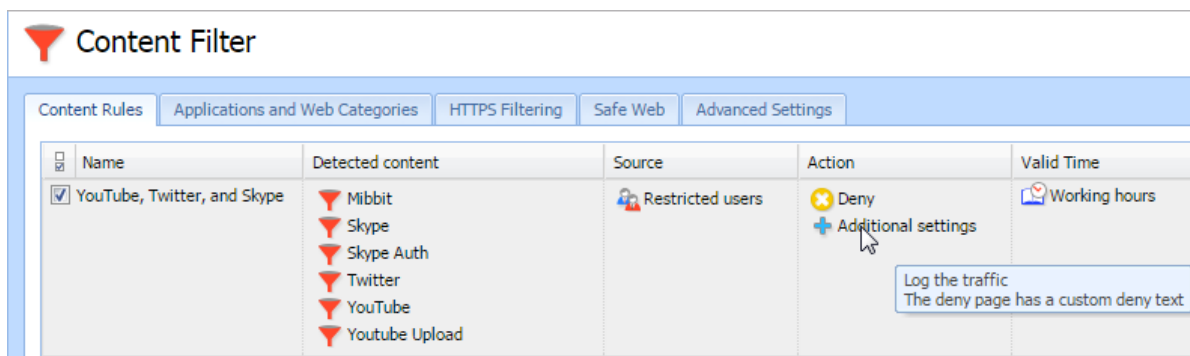 Content Filter
Content Rules Applications and Web Categories HTTPS Filtering Safe Web Advanced Settings
Name Detected content Source Action Valid Time
YouTube, Twitter, and Skype Mibbit Restricted users Deny Working hours
Skype Additional settings
Skype Auth
Twitter Log the traffic
YouTube The deny page has a custom deny text
Youtube Upload